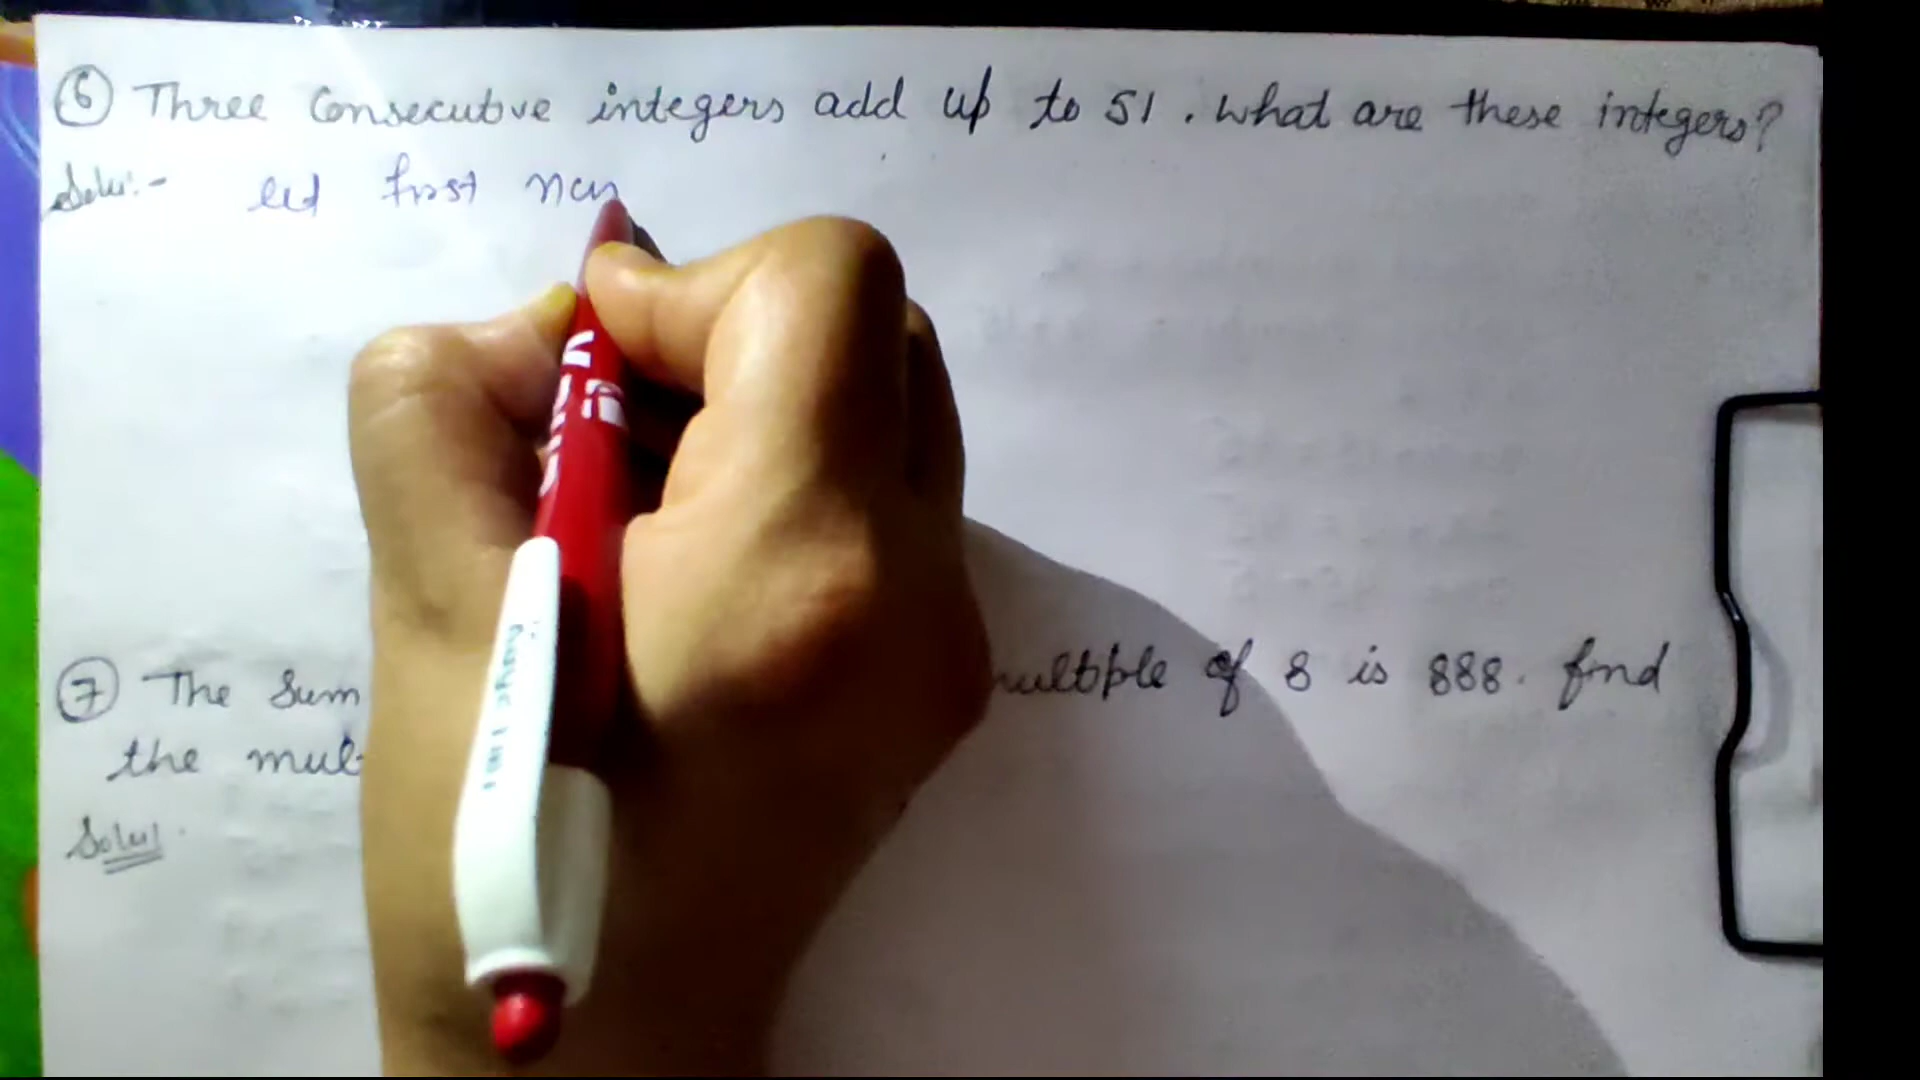 6 Three Consecutive integers add up to 51. What are these integers?
Solu:- let first nu
7 The Sum multiple of 8 is 888. find
the mul
Solu